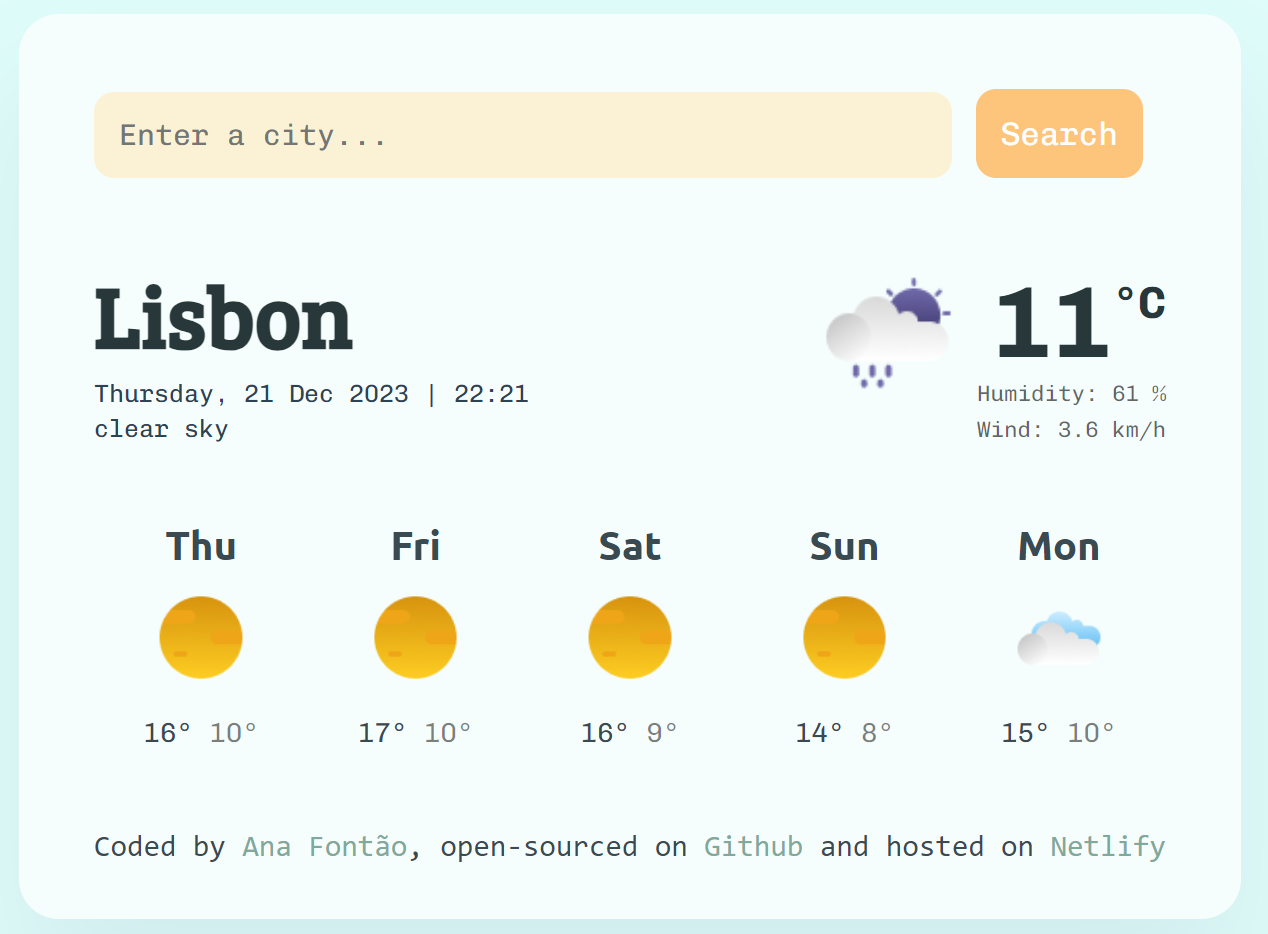 Enter a city...
Search
Lisbon
11 °C
Thursday, 21 Dec 2023 | 22:21
Humidity: 61 %
clear sky
Wind: 3.6 km/h
Thu Fri Sat Sun Mon
16° 10° 17° 10° 16° 9° 14° 8° 15° 10°
Coded by Ana Fontão, open-sourced on Github and hosted on Netlify